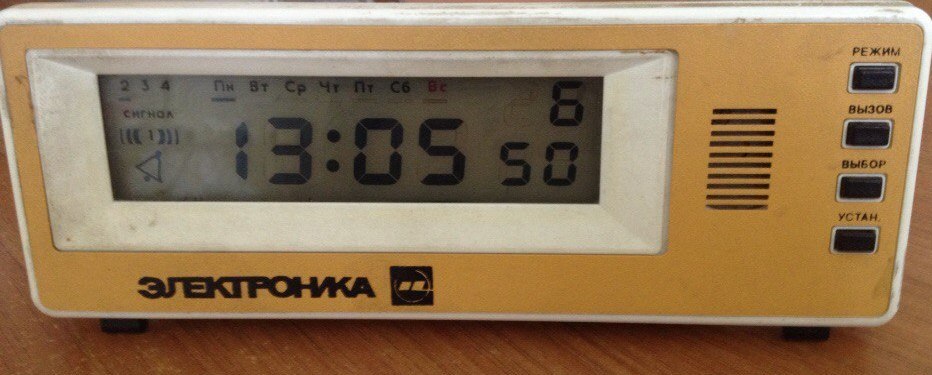 2 3 4 Пн Вт Ср Чт Пт Сб Вс
СИГНАЛ
1
6
13:05 50
РЕЖИМ
ВЫЗОВ
ВЫБОР
УСТАН.
ЭЛЕКТРОНИКА